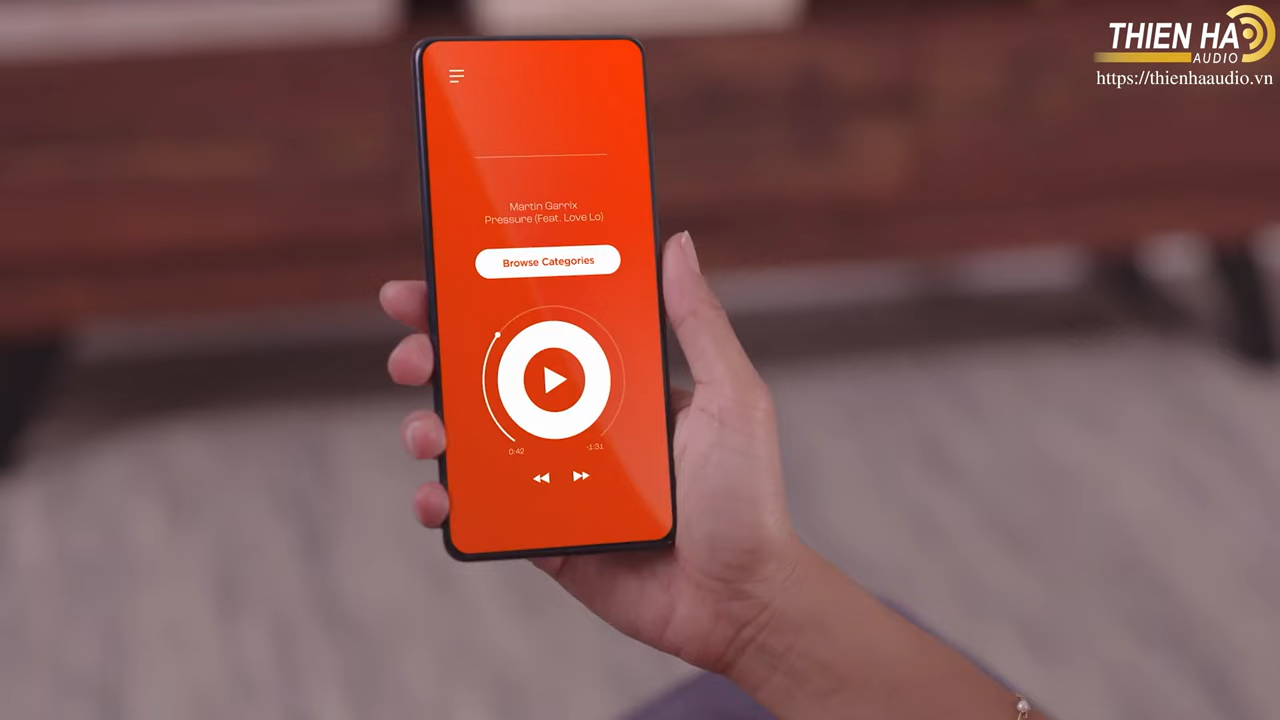 THIEN HA
AUDIO
https://thienhaaudio.vn
Martin Garrix
Pressure (Feat. Love Lo)
Browse Categories
0:42
-1:31